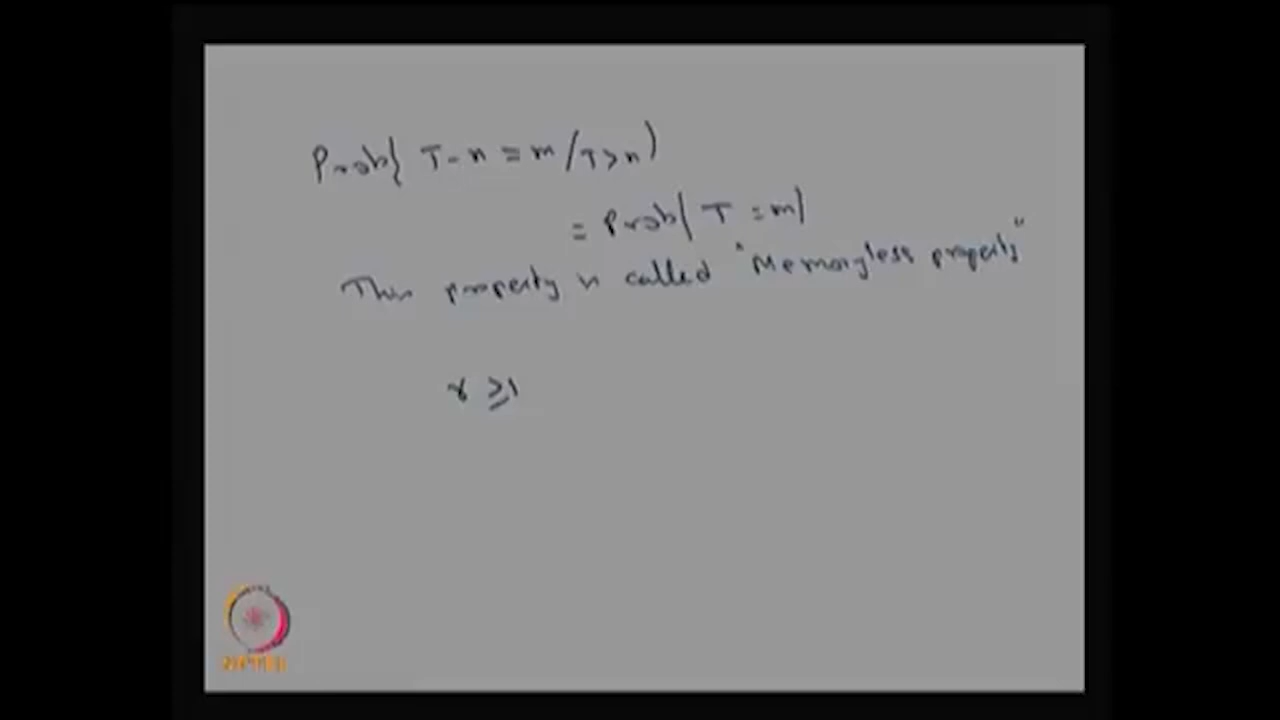 Prob{ T - n = m / T > n )
= Prob( T = m )
This property is called "Memoryless property"
r ≥ 1
NPTEL